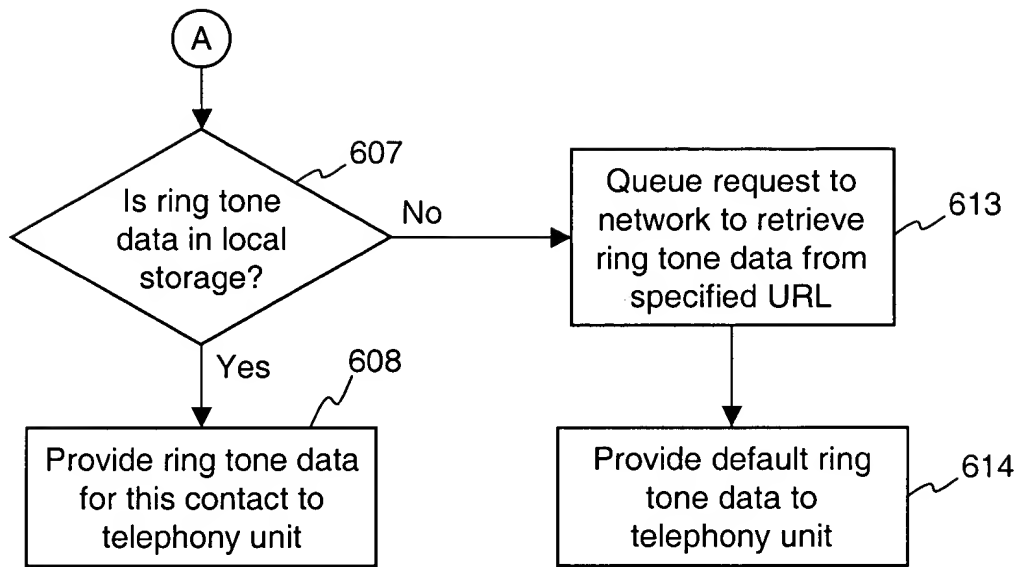 A
607
Is ring tone
data in local
storage?
No
Queue request to
network to retrieve
ring tone data from
specified URL
613
Yes
608
Provide ring tone data
for this contact to
telephony unit
Provide default ring
tone data to
telephony unit
614